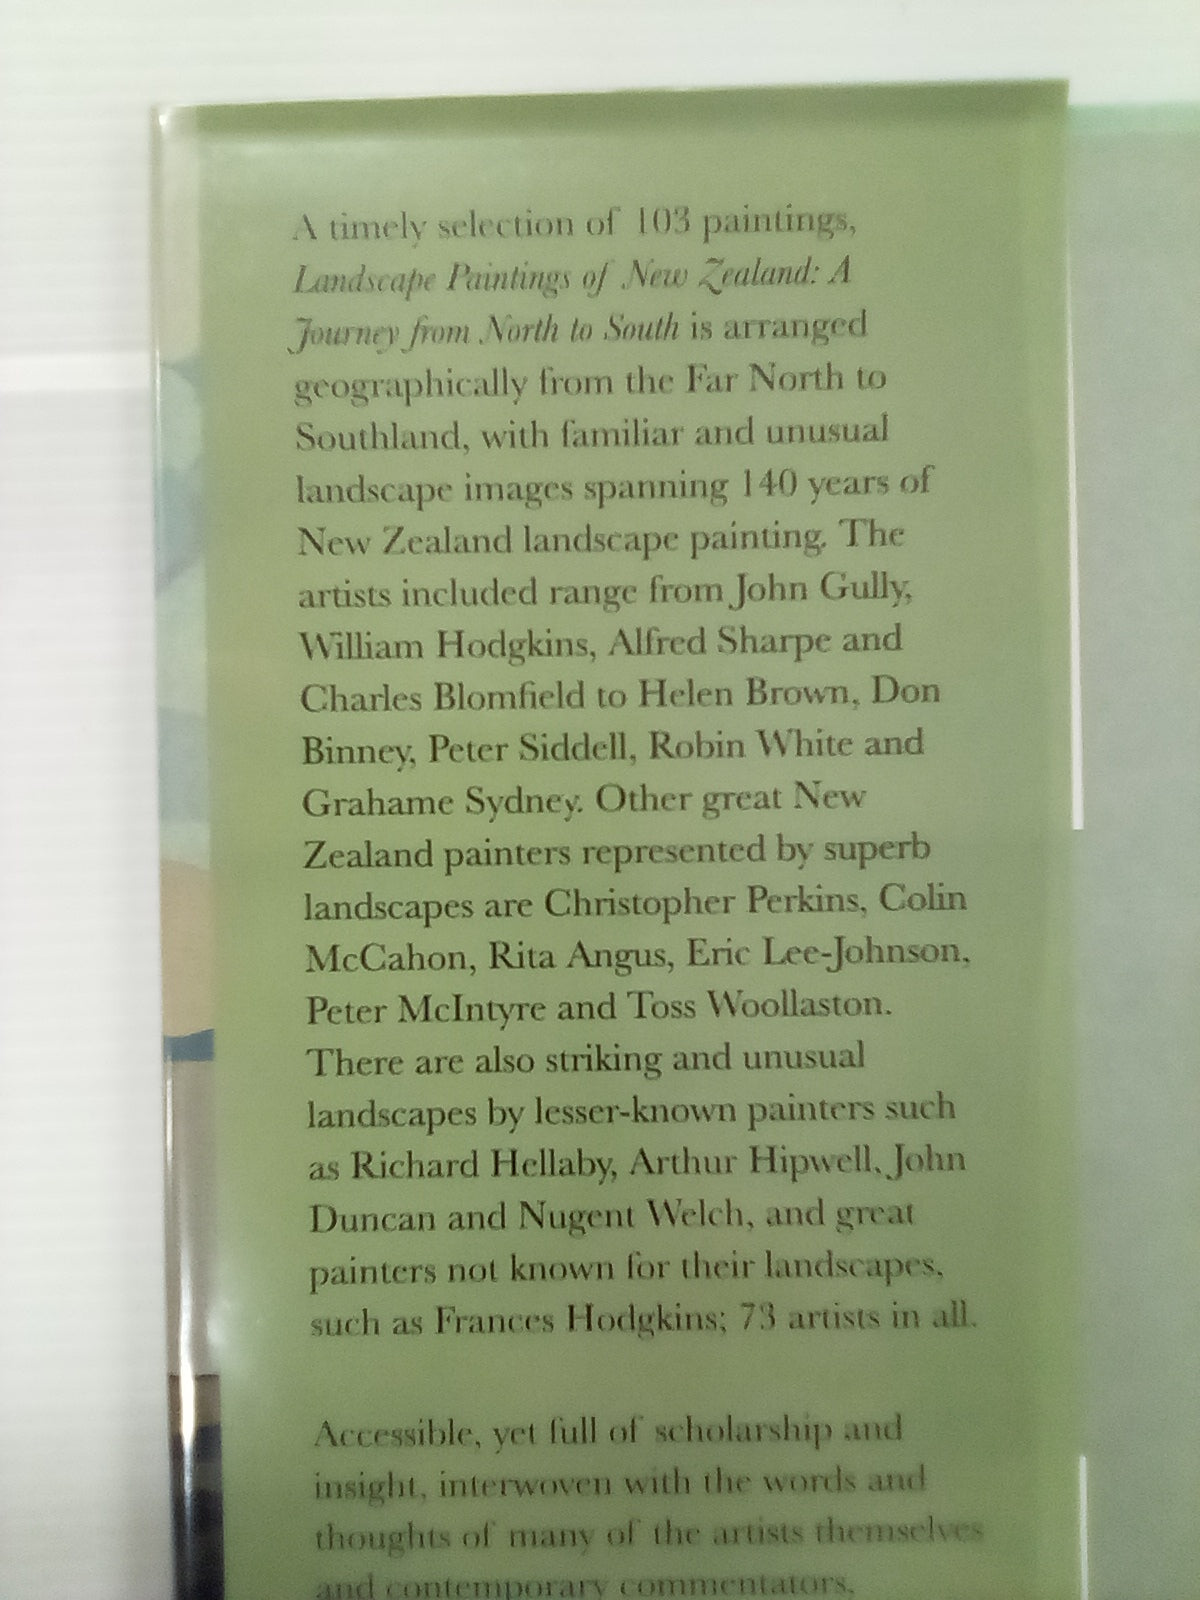 A timely selection of 103 paintings,
Landscape Paintings of New Zealand: A
Journey from North to South is arranged
geographically from the Far North to
Southland, with familiar and unusual
landscape images spanning 140 years of
New Zealand landscape painting. The
artists included range from John Gully,
William Hodgkins, Alfred Sharpe and
Charles Blomfield to Helen Brown, Don
Binney, Peter Siddell, Robin White and
Grahame Sydney. Other great New
Zealand painters represented by superb
landscapes are Christopher Perkins, Colin
McCahon, Rita Angus, Eric Lee-Johnson,
Peter McIntyre and Toss Woollaston.
There are also striking and unusual
landscapes by lesser-known painters such
as Richard Hellaby, Arthur Hipwell, John
Duncan and Nugent Welch, and great
painters not known for their landscapes,
such as Frances Hodgkins; 73 artists in all.
Accessible, yet full of scholarship and
insight, interwoven with the words and
thoughts of many of the artists themselves
and contemporary commentators,